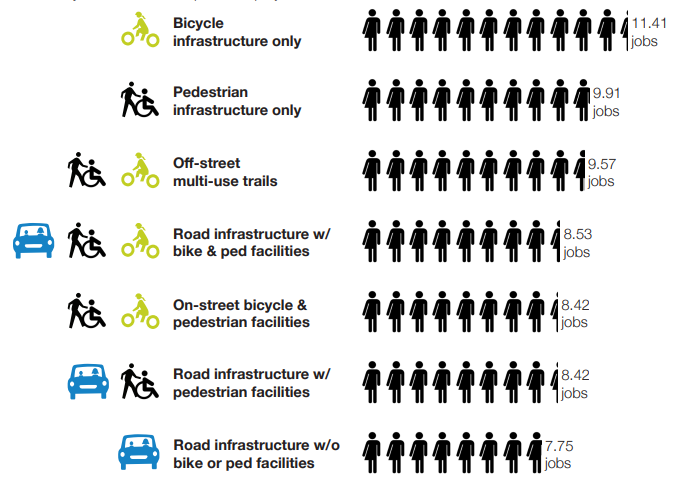 Bicycle
infrastructure only
11.41
jobs
Pedestrian
infrastructure only
9.91
jobs
Off-street
multi-use trails
9.57
jobs
Road infrastructure w/
bike & ped facilities
8.53
jobs
On-street bicycle &
pedestrian facilities
8.42
jobs
Road infrastructure w/
pedestrian facilities
8.42
jobs
Road infrastructure w/o
bike or ped facilities
7.75
jobs